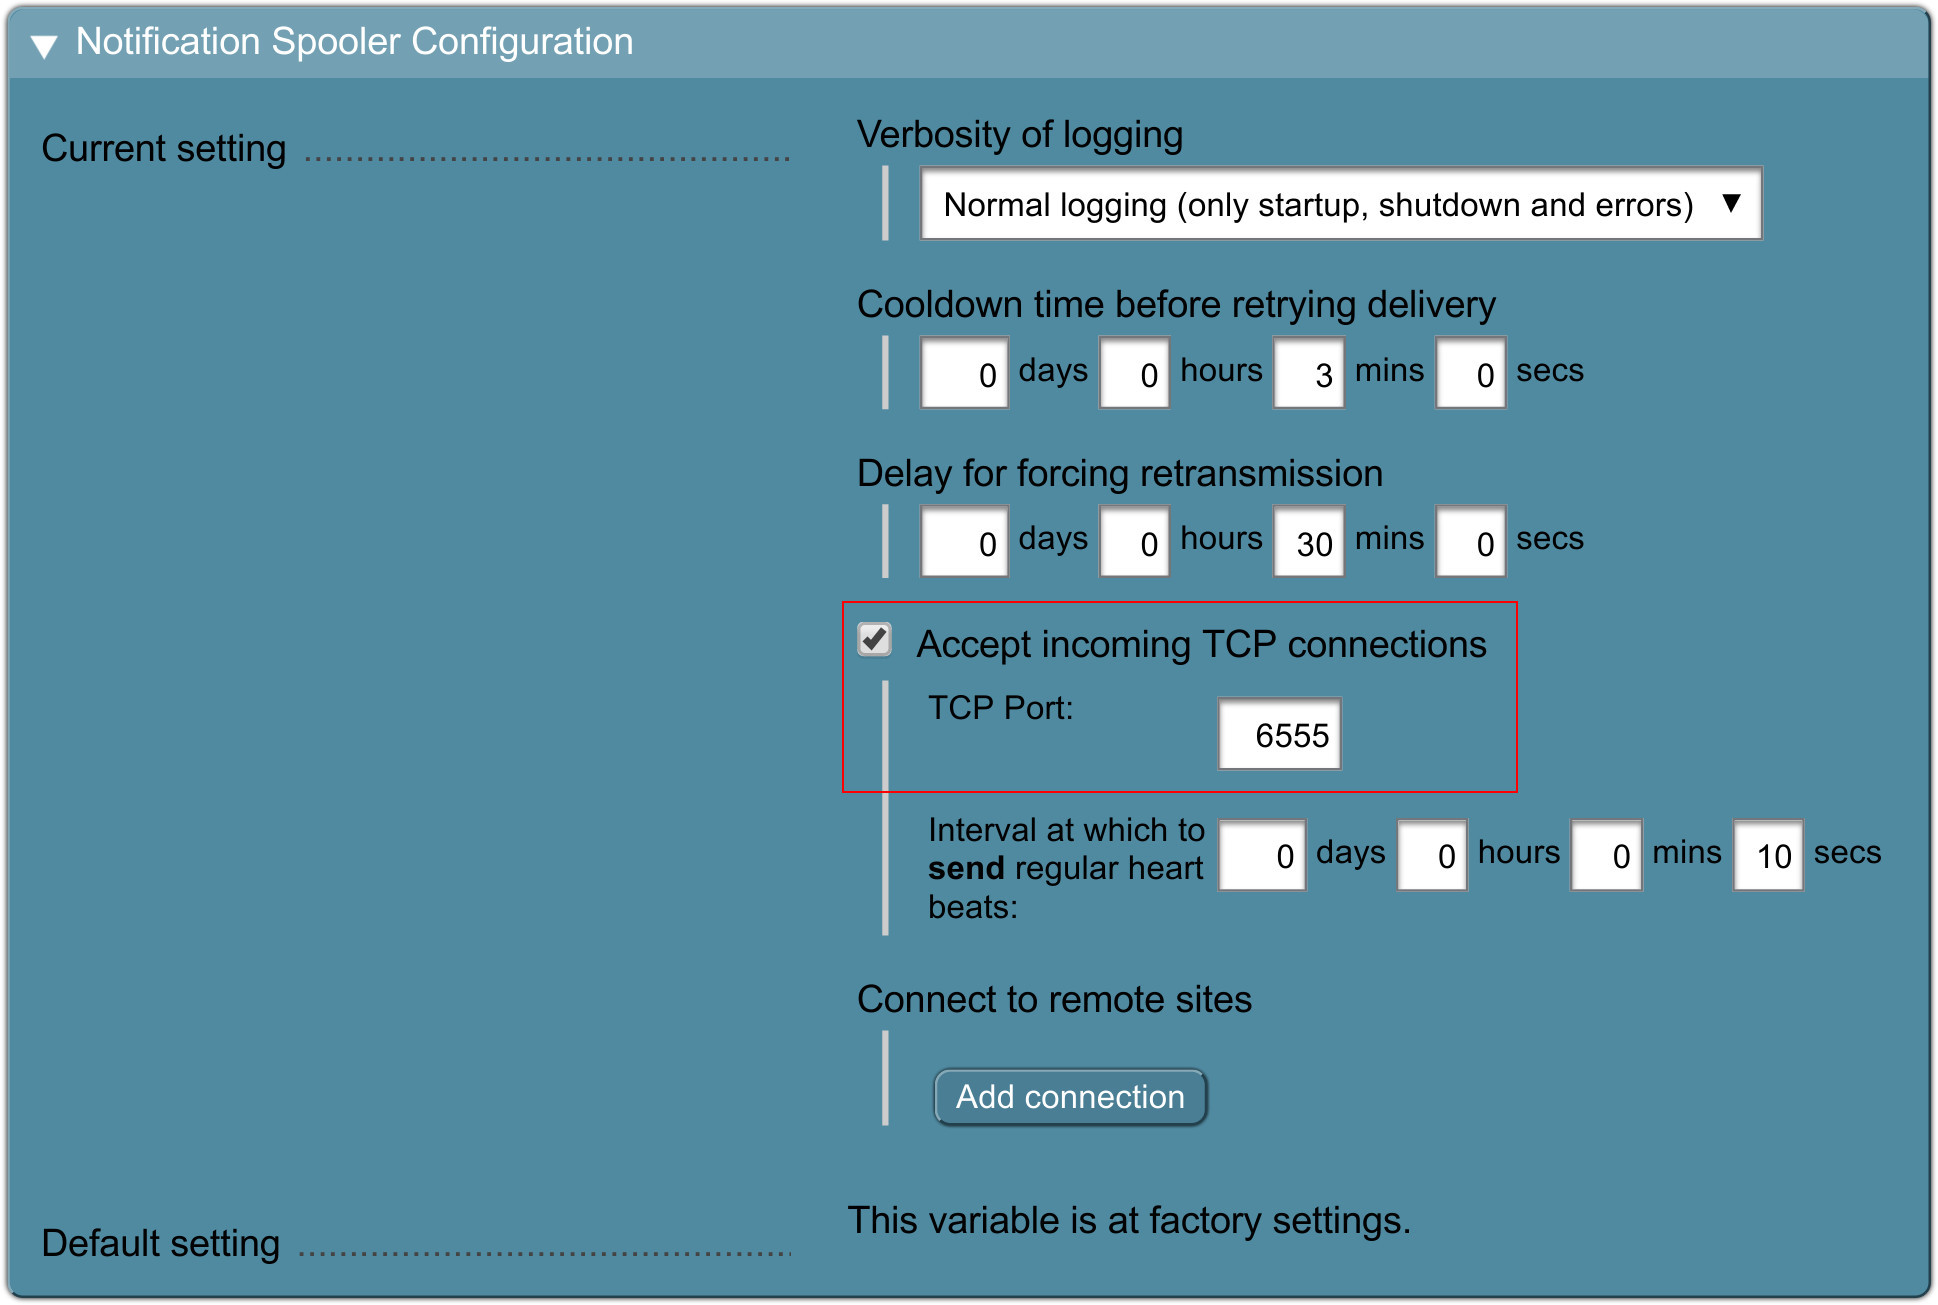 Notification Spooler Configuration
Current setting
Verbosity of logging
Normal logging (only startup, shutdown and errors)
Cooldown time before retrying delivery
0 days 0 hours 3 mins 0 secs
Delay for forcing retransmission
0 days 0 hours 30 mins 0 secs
Accept incoming TCP connections
TCP Port: 6555
Interval at which to
send regular heart
beats:
0 days 0 hours 0 mins 10 secs
Connect to remote sites
Add connection
Default setting
This variable is at factory settings.